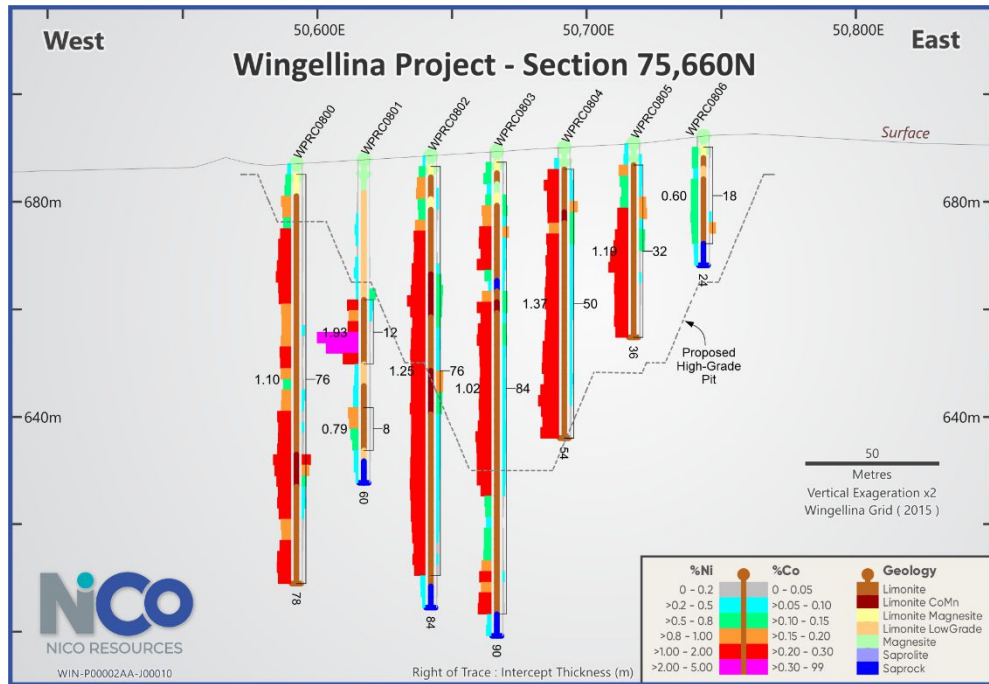 50,600E
50,700E
50,800E
West
East
Wingellina Project - Section 75,660N
WPRC0800
WPRC0801
WPRC0802
WPRC0803
WPRC0804
WPRC0805
WPRC0806
Surface
680m
680m
0.60
18
1.19
32
24
1.37
50
1.93
12
36
Proposed
High-Grade
Pit
1.10
76
1.25
76
1.02
84
640m
640m
0.79
8
54
60
50
Metres
Vertical Exageration x2
Wingellina Grid ( 2015 )
78
84
90
NiCo
NICO RESOURCES
WIN-P00002AA-J00010
Right of Trace : Intercept Thickness (m)
%Ni %Co Geology
0 - 0.2 0 - 0.05 Limonite
>0.2 - 0.5 >0.05 - 0.10 Limonite CoMn
>0.5 - 0.8 >0.10 - 0.15 Limonite Magnesite
>0.8 - 1.00 >0.15 - 0.20 Limonite LowGrade
>1.00 - 2.00 >0.20 - 0.30 Magnesite
>2.00 - 5.00 >0.30 - 99 Saprolite
Saprock